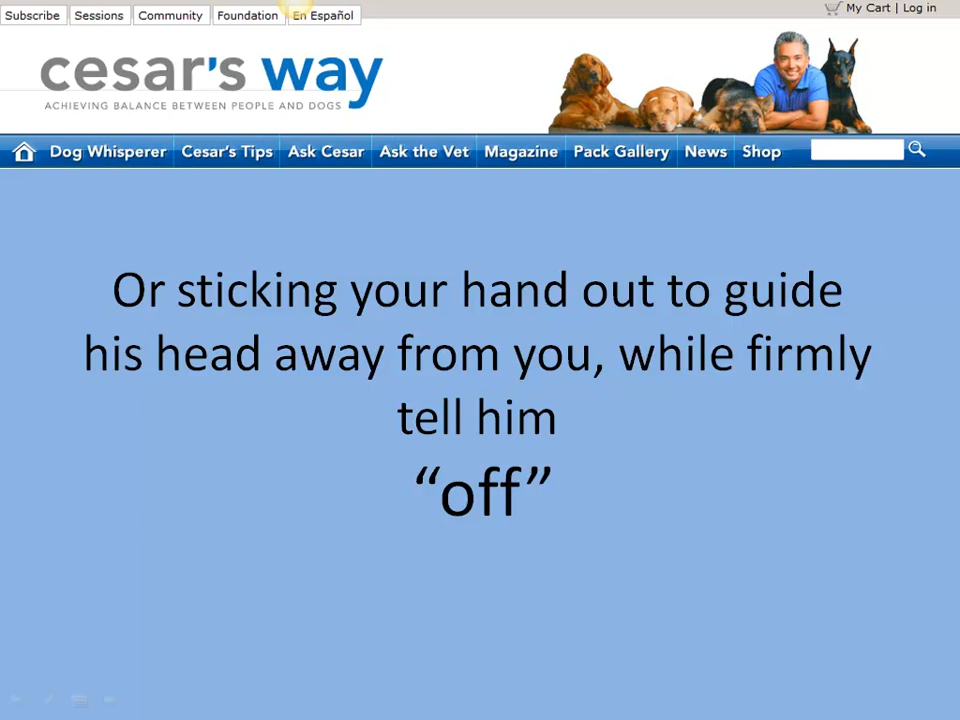 Subscribe Sessions Community Foundation En Español My Cart | Log in
cesar's way
ACHIEVING BALANCE BETWEEN PEOPLE AND DOGS
Dog Whisperer Cesar's Tips Ask Cesar Ask the Vet Magazine Pack Gallery News Shop
Or sticking your hand out to guide
his head away from you, while firmly
tell him
“off”